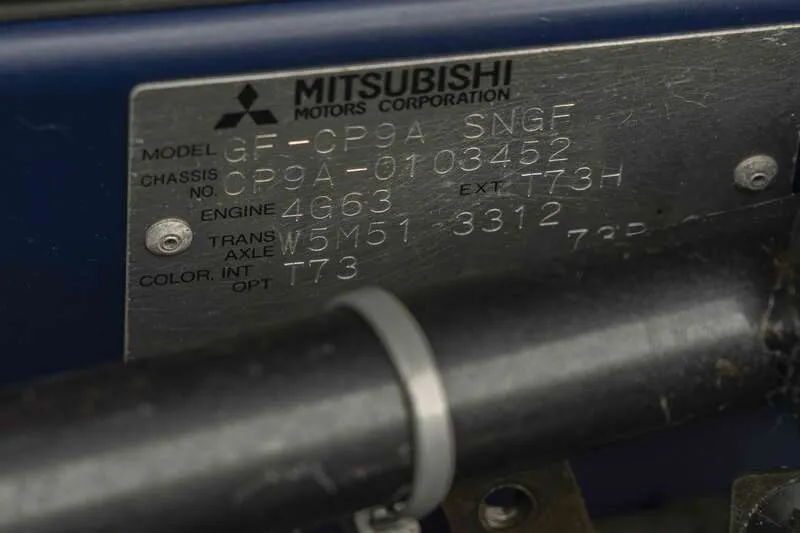 MITSUBISHI
MOTORS CORPORATION
MODEL GF-CP9A SNGF
CHASSIS NO. CP9A-0103452
ENGINE 4G63 EXT T73H
TRANS AXLE W5M51 3312
COLOR, INT OPT T73